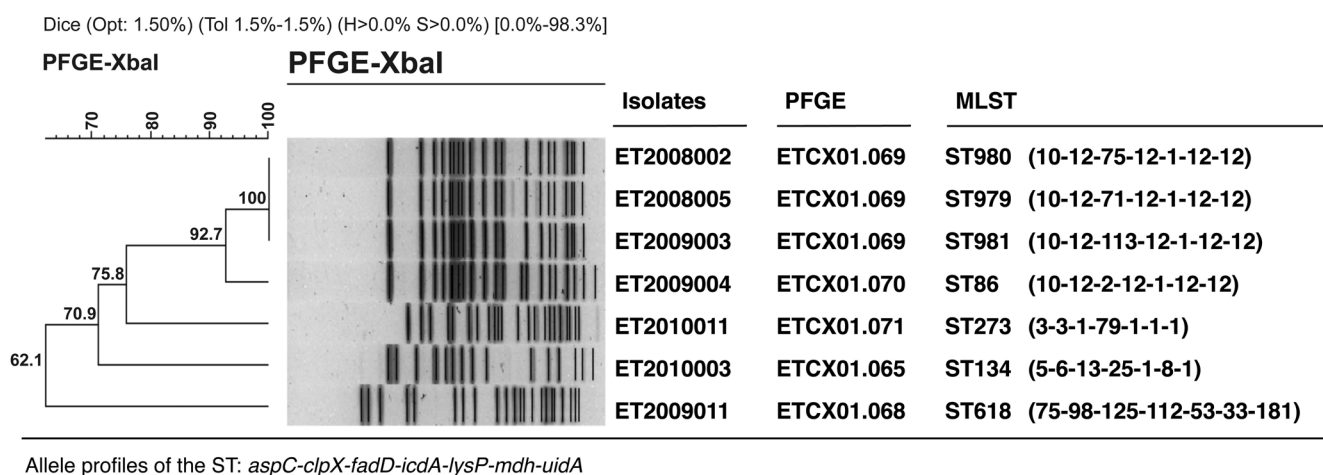 Dice (Opt: 1.50%) (Tol 1.5%-1.5%) (H>0.0% S>0.0%) [0.0%-98.3%]
PFGE-XbaI PFGE-XbaI
70 80 90 100
Isolates PFGE MLST
ET2008002 ETCX01.069 ST980 (10-12-75-12-1-12-12)
100 ET2008005 ETCX01.069 ST979 (10-12-71-12-1-12-12)
92.7 ET2009003 ETCX01.069 ST981 (10-12-113-12-1-12-12)
75.8 ET2009004 ETCX01.070 ST86 (10-12-2-12-1-12-12)
70.9 ET2010011 ETCX01.071 ST273 (3-3-1-79-1-1-1)
62.1 ET2010003 ETCX01.065 ST134 (5-6-13-25-1-8-1)
ET2009011 ETCX01.068 ST618 (75-98-125-112-53-33-181)
Allele profiles of the ST: aspC-clpX-fadD-icdA-lysP-mdh-uidA